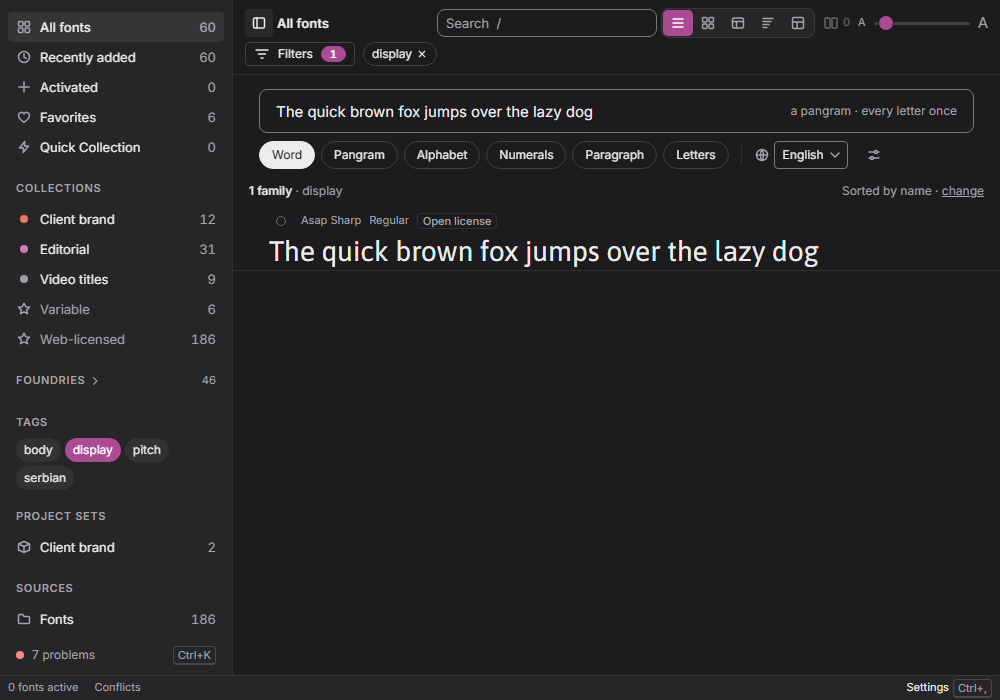 All fonts 60
Recently added 60
Activated 0
Favorites 6
Quick Collection 0
COLLECTIONS
Client brand 12
Editorial 31
Video titles 9
Variable 6
Web-licensed 186
FOUNDRIES 46
TAGS
body display pitch
serbian
PROJECT SETS
Client brand 2
SOURCES
Fonts 186
7 problems Ctrl+K
All fonts Search / 0 A A
Filters 1 display ×
The quick brown fox jumps over the lazy dog a pangram · every letter once
Word Pangram Alphabet Numerals Paragraph Letters English
1 family · display Sorted by name · change
Asap Sharp Regular Open license
The quick brown fox jumps over the lazy dog
0 fonts active Conflicts Settings Ctrl+,